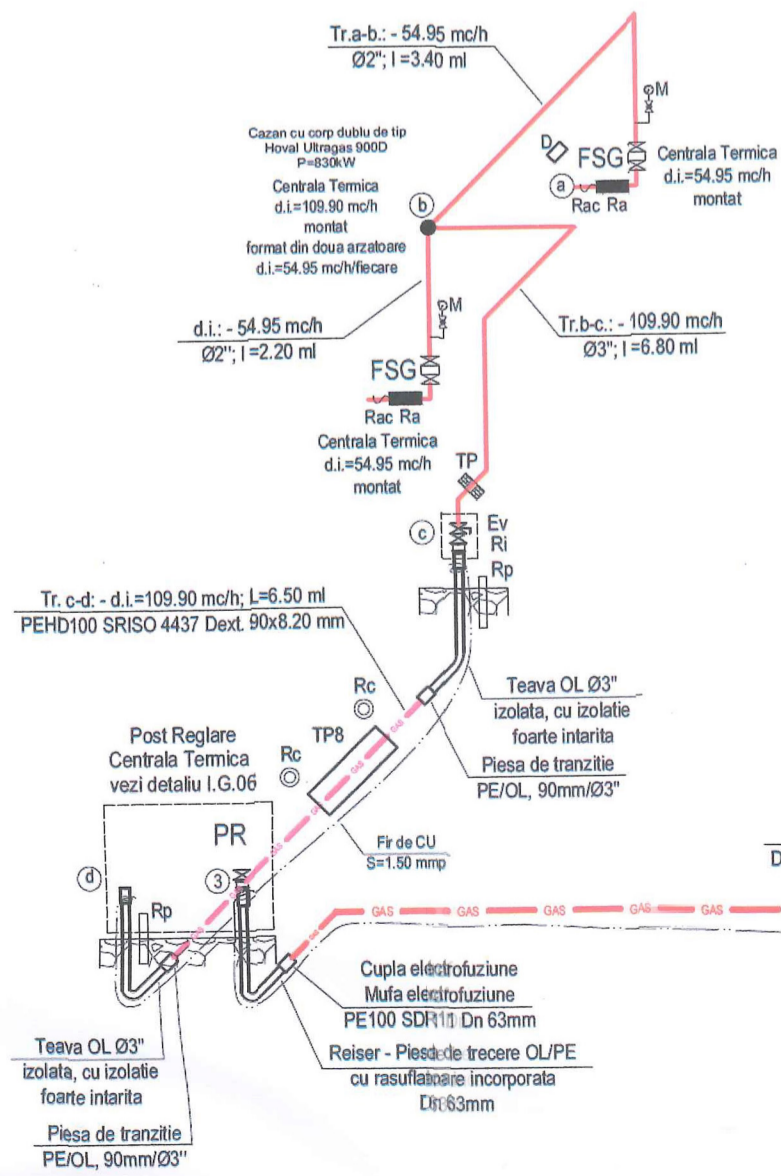 Tr.a-b.: - 54.95 mc/h
Ø2"; l =3.40 ml
M
Cazan cu corp dublu de tip
Hoval Ultragas 900D
P=830kW
D
FSG
Centrala Termica
d.i.=54.95 mc/h
montat
a
Rac Ra
Centrala Termica
d.i.=109.90 mc/h
montat
format din doua arzatoare
d.i.=54.95 mc/h/fiecare
b
M
d.i.: - 54.95 mc/h
Ø2"; l =2.20 ml
Tr.b-c.: - 109.90 mc/h
Ø3"; l =6.80 ml
FSG
Rac Ra
Centrala Termica
d.i.=54.95 mc/h
montat
TP
c
Ev
Ri
Rp
Tr. c-d: - d.i.=109.90 mc/h; L=6.50 ml
PEHD100 SRISO 4437 Dext. 90x8.20 mm
Teava OL Ø3"
izolata, cu izolatie
foarte intarita
Rc
GAS
TP8
Rc
GAS
Post Reglare
Centrala Termica
vezi detaliu I.G.06
Piesa de tranzitie
PE/OL, 90mm/Ø3"
PR
Fir de CU
S=1.50 mmp
D
d
3
GAS
Rp
GAS
GAS
GAS
GAS
GAS
Cupla electrofuziune
Mufa electrofuziune
PE100 SDR11 Dn 63mm
Teava OL Ø3"
izolata, cu izolatie
foarte intarita
Reiser - Piesa de trecere OL/PE
cu rasuflatoare incorporata
Dn 63mm
Piesa de tranzitie
PE/OL, 90mm/Ø3"